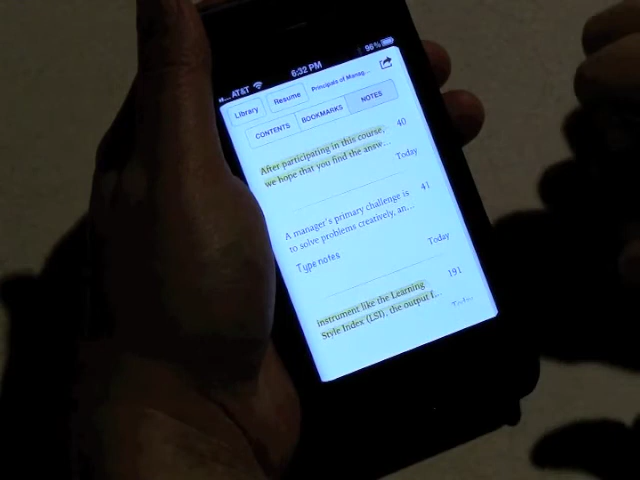 AT&T 6:32 PM 96%
Library Resume Principals of Manag...
CONTENTS BOOKMARKS NOTES
After participating in this course, 40
we hope that you find the answ...
Today
A manager's primary challenge is 41
to solve problems creatively, an...
Type notes Today
instrument like the Learning 191
Style Index (LSI), the output f...
Today